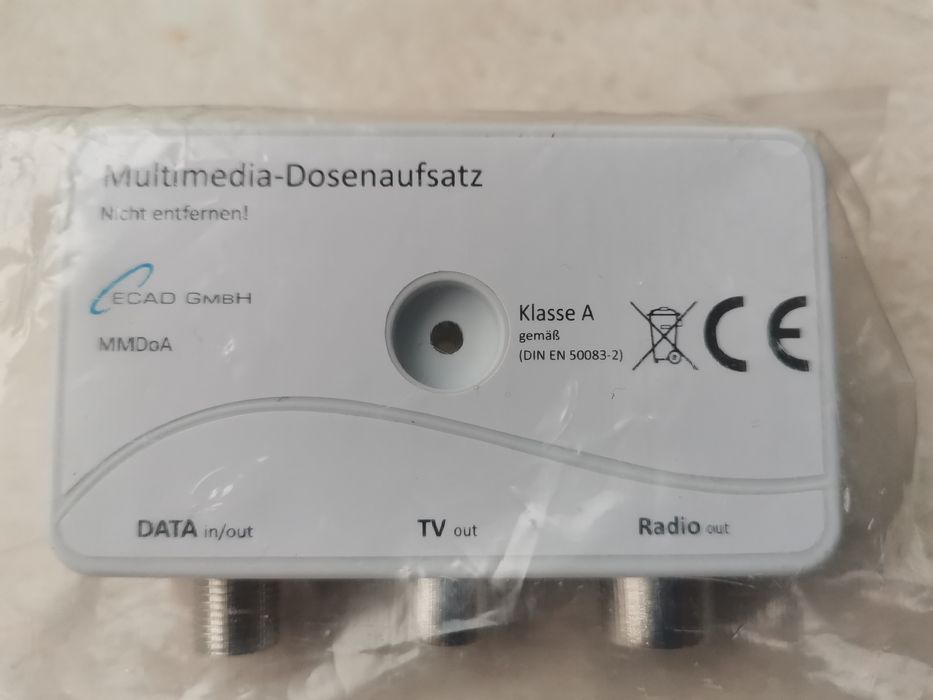 Multimedia-Dosenaufsatz
Nicht entfernen!
ECAD GMBH
MMDOA
Klasse A
gemäß
(DIN EN 50083-2)
CE
DATA in/out
TV out
Radio out